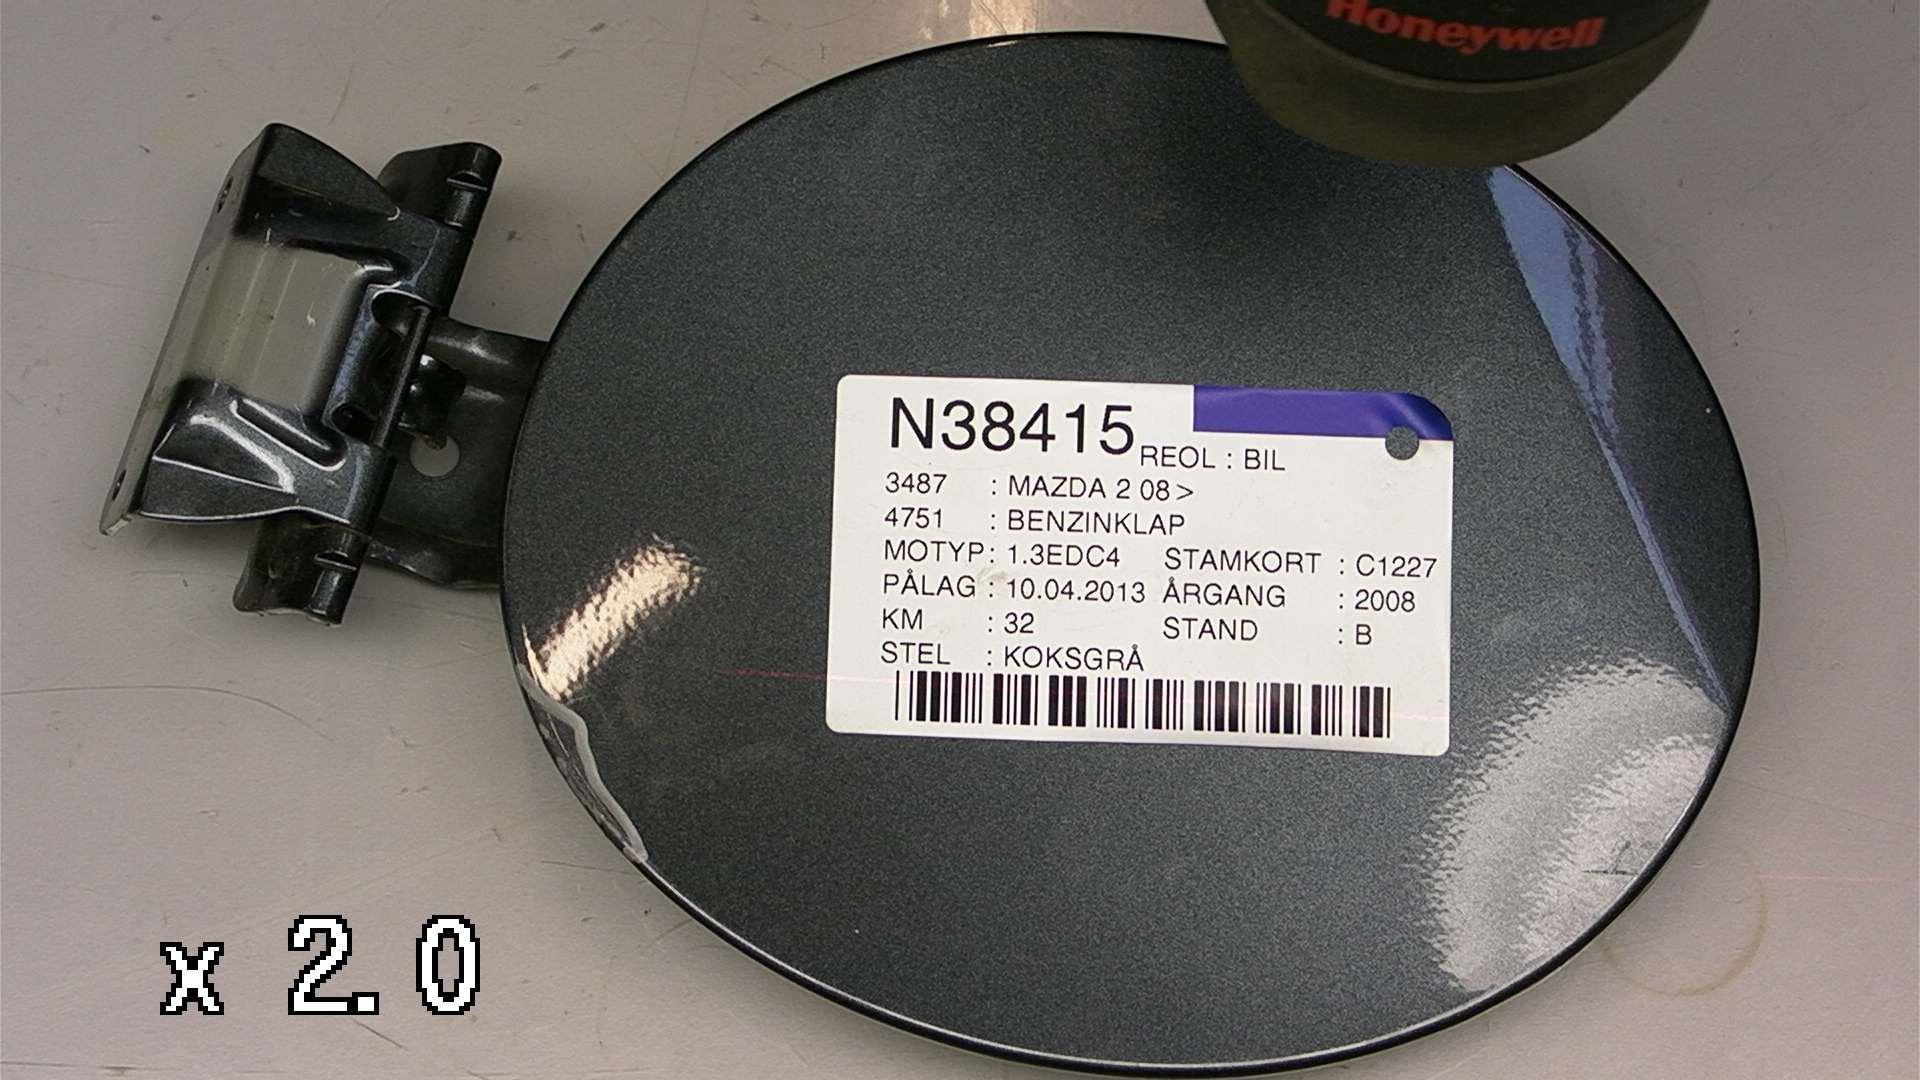 Honeywell
N38415 REOL : BIL
3487 : MAZDA 2 08 >
4751 : BENZINKLAP
MOTYP : 1.3EDC4 STAMKORT : C1227
PÅLAG : 10.04.2013 ÅRGANG : 2008
KM : 32 STAND : B
STEL : KOKSGRÅ
x 2.0